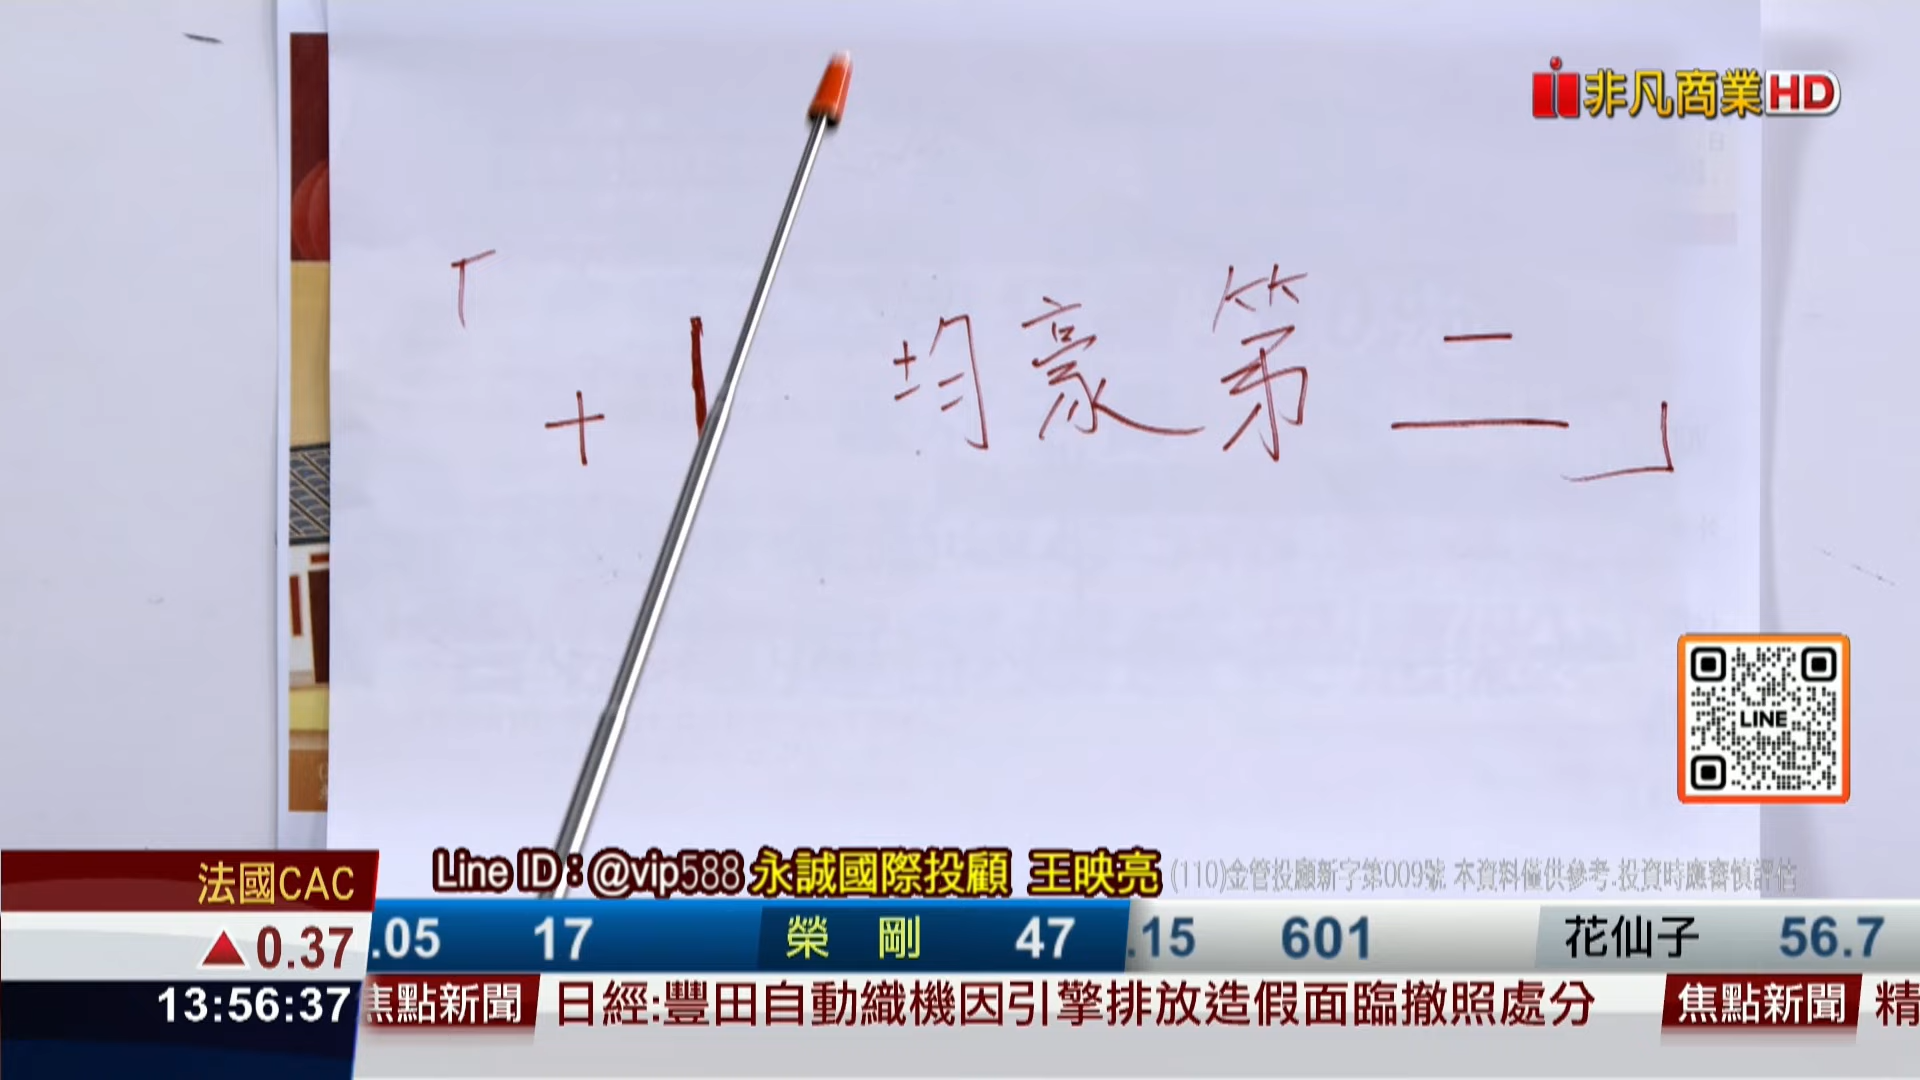 非凡商業HD
「+1 均豪第二」
LINE
Line ID：@vip588 永誠國際投顧 王映亮 (110)金管投顧新字第009號 本資料僅供參考.投資時應審慎評估
法國CAC
▲0.37
.05 17 榮剛 47 .15 601 花仙子 56.7
13:56:37
焦點新聞 日經:豐田自動織機因引擎排放造假面臨撤照處分 焦點新聞 精